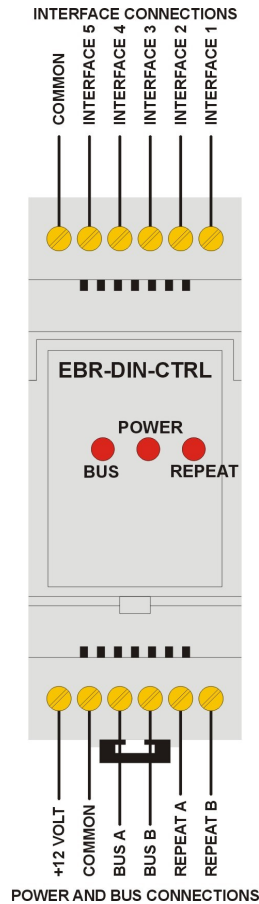 INTERFACE CONNECTIONS
COMMON
INTERFACE 5
INTERFACE 4
INTERFACE 3
INTERFACE 2
INTERFACE 1
EBR-DIN-CTRL
POWER
BUS
REPEAT
+12 VOLT
COMMON
BUS A
BUS B
REPEAT A
REPEAT B
POWER AND BUS CONNECTIONS